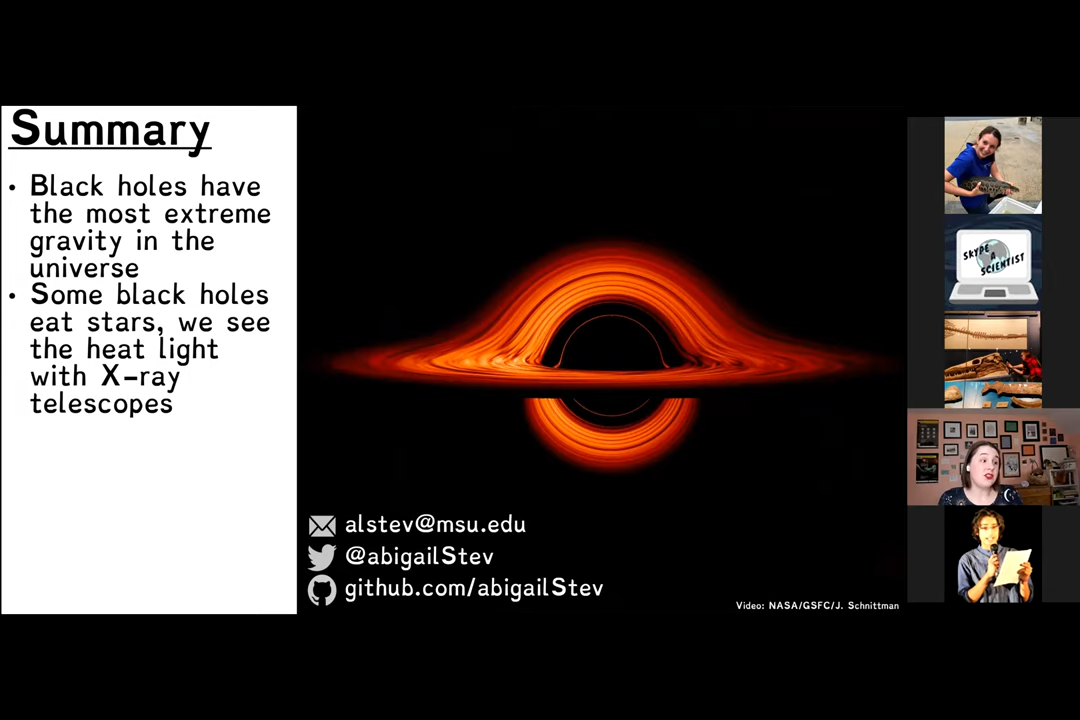 Summary
• Black holes have
the most extreme
gravity in the
universe
• Some black holes
eat stars, we see
the heat light
with X-ray
telescopes
alstev@msu.edu
@abigailStev
github.com/abigailStev
Video: NASA/GSFC/J. Schnittman
SKYPE
A
SCIENTIST